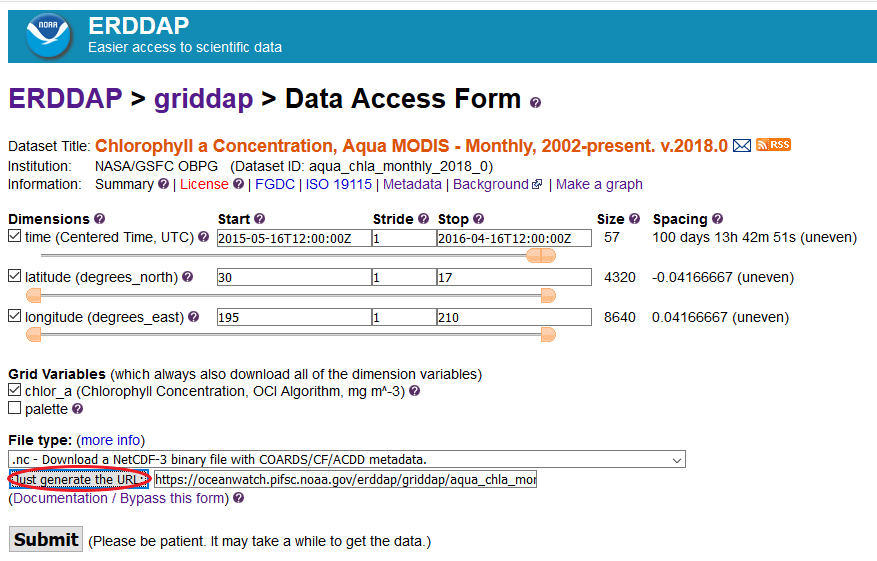 NOAA
ERDDAP
Easier access to scientific data
ERDDAP > griddap > Data Access Form ?
Dataset Title: Chlorophyll a Concentration, Aqua MODIS - Monthly, 2002-present. v.2018.0 RSS
Institution: NASA/GSFC OBPG (Dataset ID: aqua_chla_monthly_2018_0)
Information: Summary ? | License ? | FGDC | ISO 19115 | Metadata | Background | Make a graph
Dimensions ? Start ? Stride ? Stop ? Size ? Spacing ?
time (Centered Time, UTC) ? 2015-05-16T12:00:00Z 1 2016-04-16T12:00:00Z 57 100 days 13h 42m 51s (uneven)
latitude (degrees_north) ? 30 1 17 4320 -0.04166667 (uneven)
longitude (degrees_east) ? 195 1 210 8640 0.04166667 (uneven)
Grid Variables (which always also download all of the dimension variables)
chlor_a (Chlorophyll Concentration, OCI Algorithm, mg m^-3) ?
palette ?
File type: (more info)
.nc - Download a NetCDF-3 binary file with COARDS/CF/ACDD metadata.
Just generate the URL: https://oceanwatch.pifsc.noaa.gov/erddap/griddap/aqua_chla_mon
(Documentation / Bypass this form) ?
Submit (Please be patient. It may take a while to get the data.)